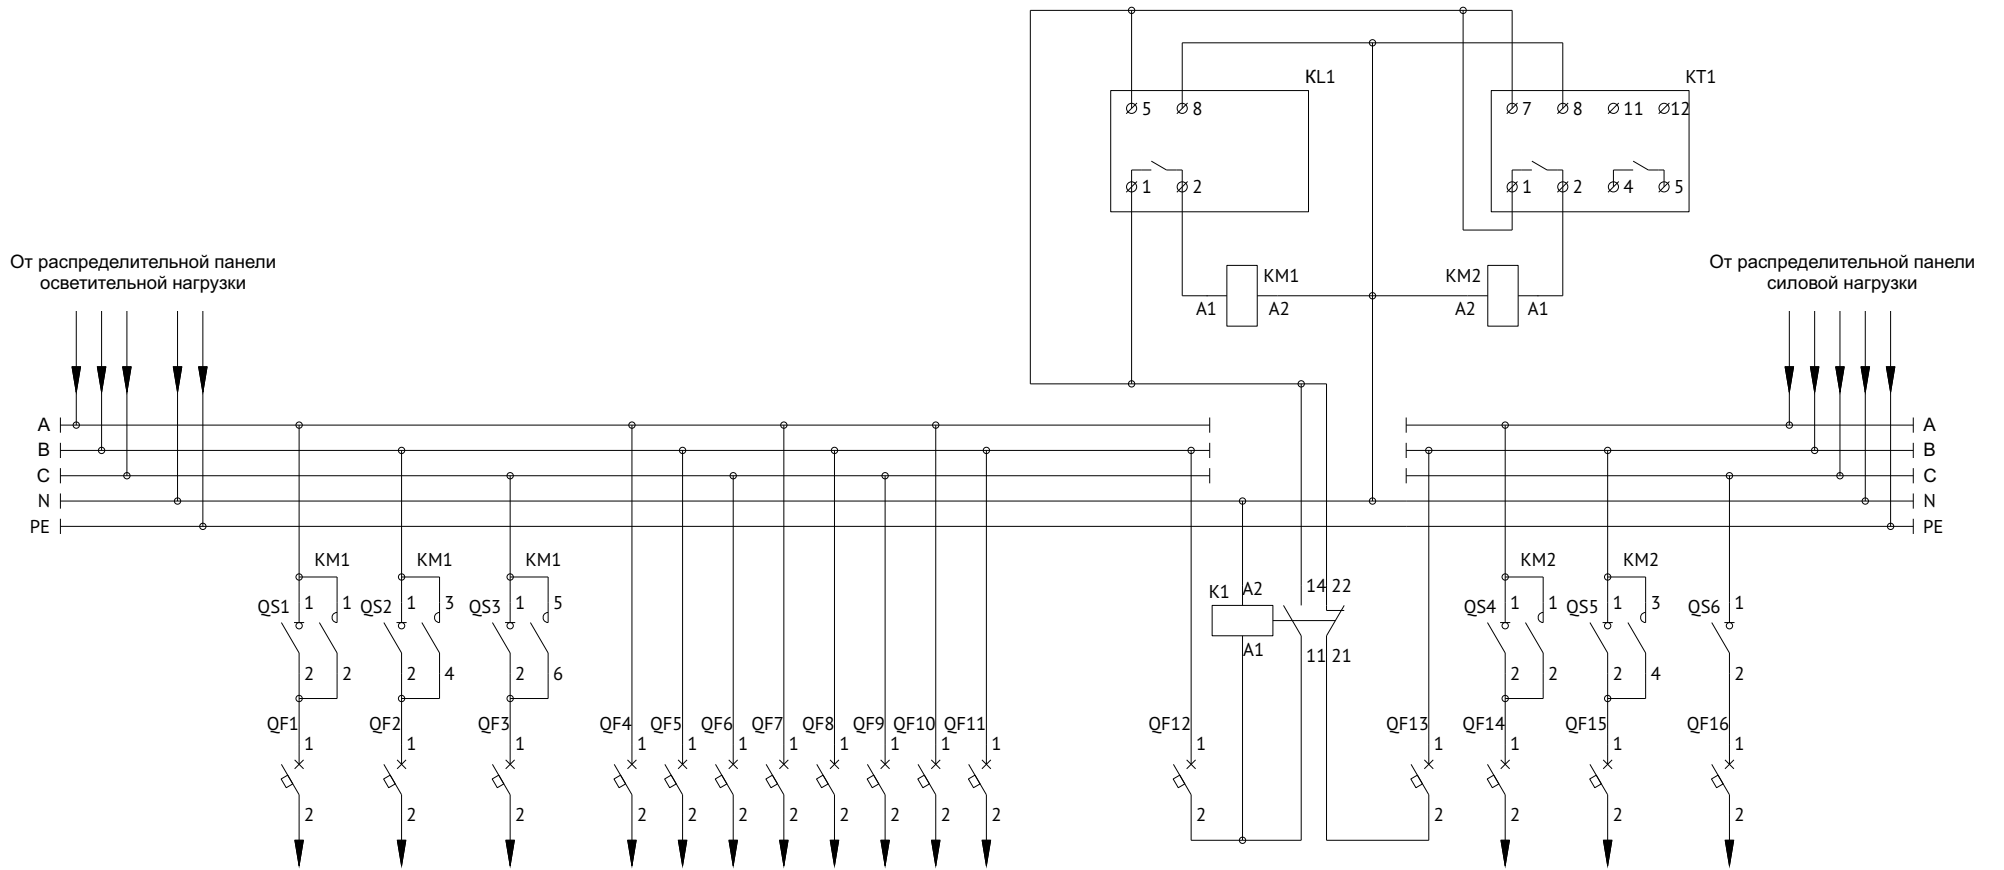 KL1
KT1
5 8
7 8 11 12
1 2
1 2 4 5
От распределительной панели
осветительной нагрузки
От распределительной панели
силовой нагрузки
KM1
KM2
A1 A2
A2 A1
A
B
C
N
PE
A
B
C
N
PE
KM1 KM1 KM1
KM2 KM2
QS1 1 1
QS2 1 3
QS3 1 5
K1 A2
14 22
QS4 1 1
QS5 1 3
QS6 1
2 2
2 4
2 6
A1
11 21
2 2
2 4
2
QF1 QF2 QF3 QF4 QF5 QF6 QF7 QF8 QF9 QF10 QF11 QF12 QF13 QF14 QF15 QF16
1 1 1 1 1 1 1 1 1 1 1 1 1 1 1 1
2 2 2 2 2 2 2 2 2 2 2 2 2 2 2 2